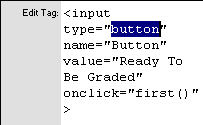 Edit Tag: <input
type="button"
name="Button"
value="Ready To
Be Graded"
onclick="first()"
>